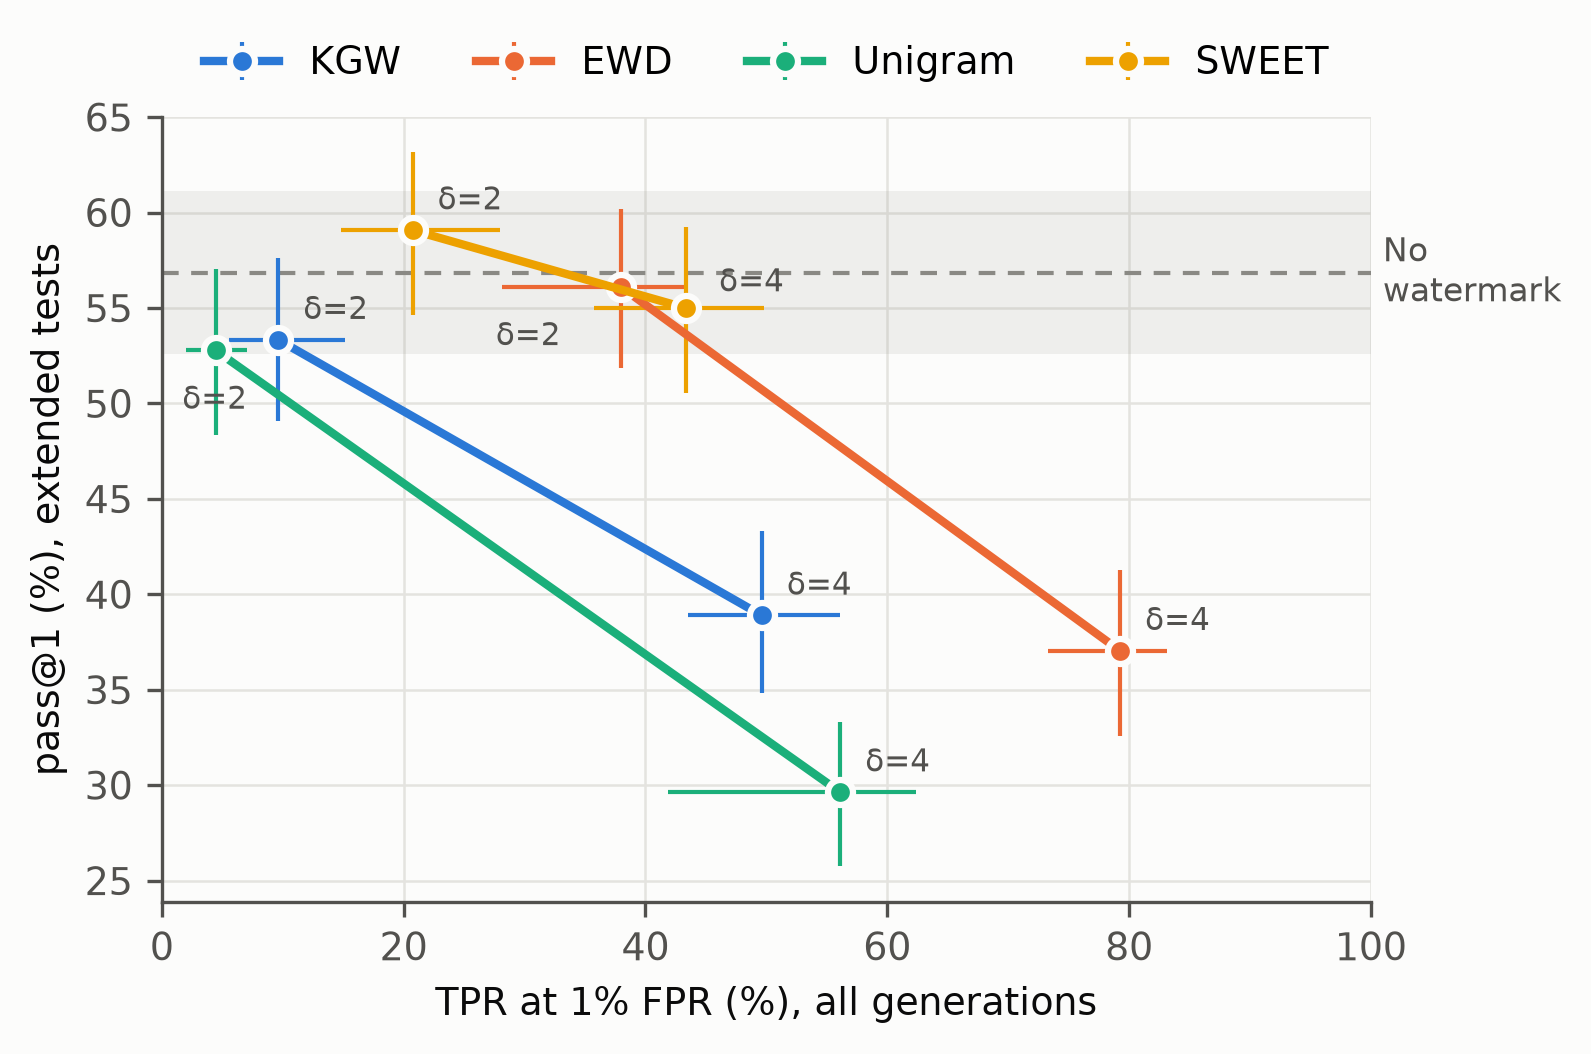 KGW EWD Unigram SWEET
65
60
55
50
45
40
35
30
25
pass@1 (%), extended tests
δ=2
No
watermark
δ=4
δ=2
δ=2
δ=2
δ=4
δ=4
δ=4
0 20 40 60 80 100
TPR at 1% FPR (%), all generations